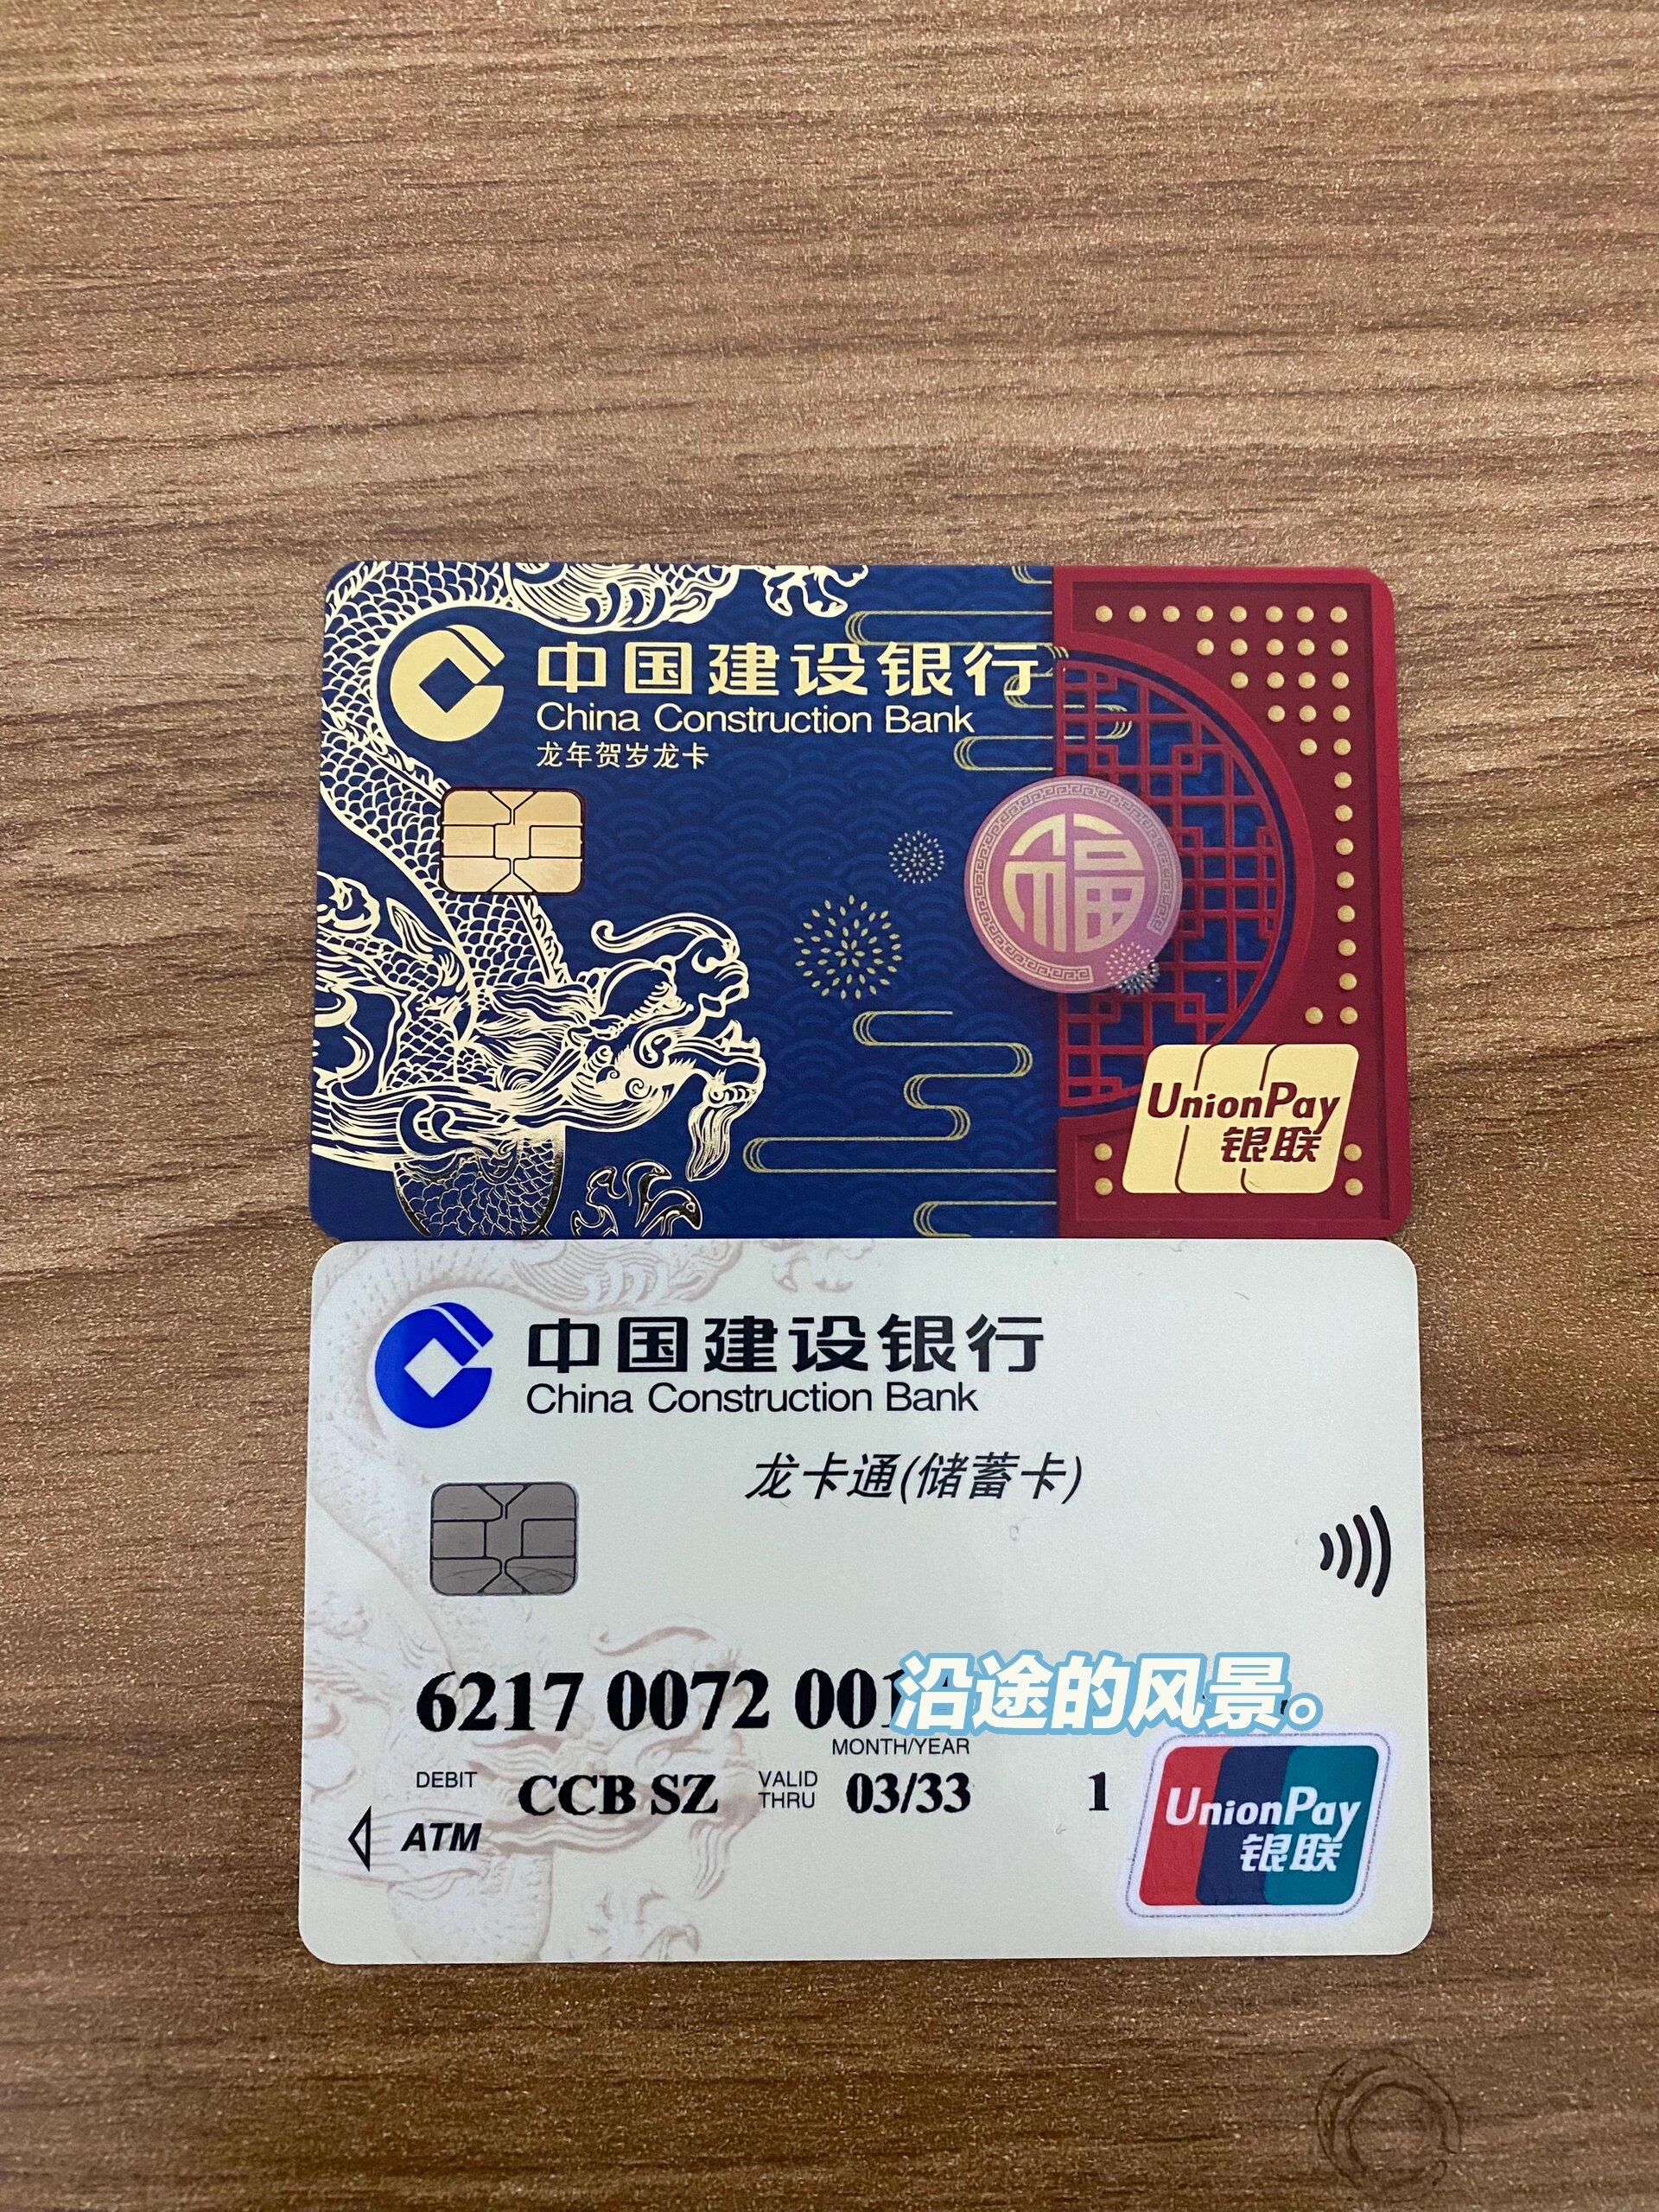 中国建设银行
China Construction Bank
龙年贺岁龙卡
福
UnionPay
银联
中国建设银行
China Construction Bank
龙卡通(储蓄卡)
6217 0072 001
沿途的风景。
MONTH/YEAR
DEBIT CCB SZ VALID THRU 03/33 1
ATM
UnionPay
银联